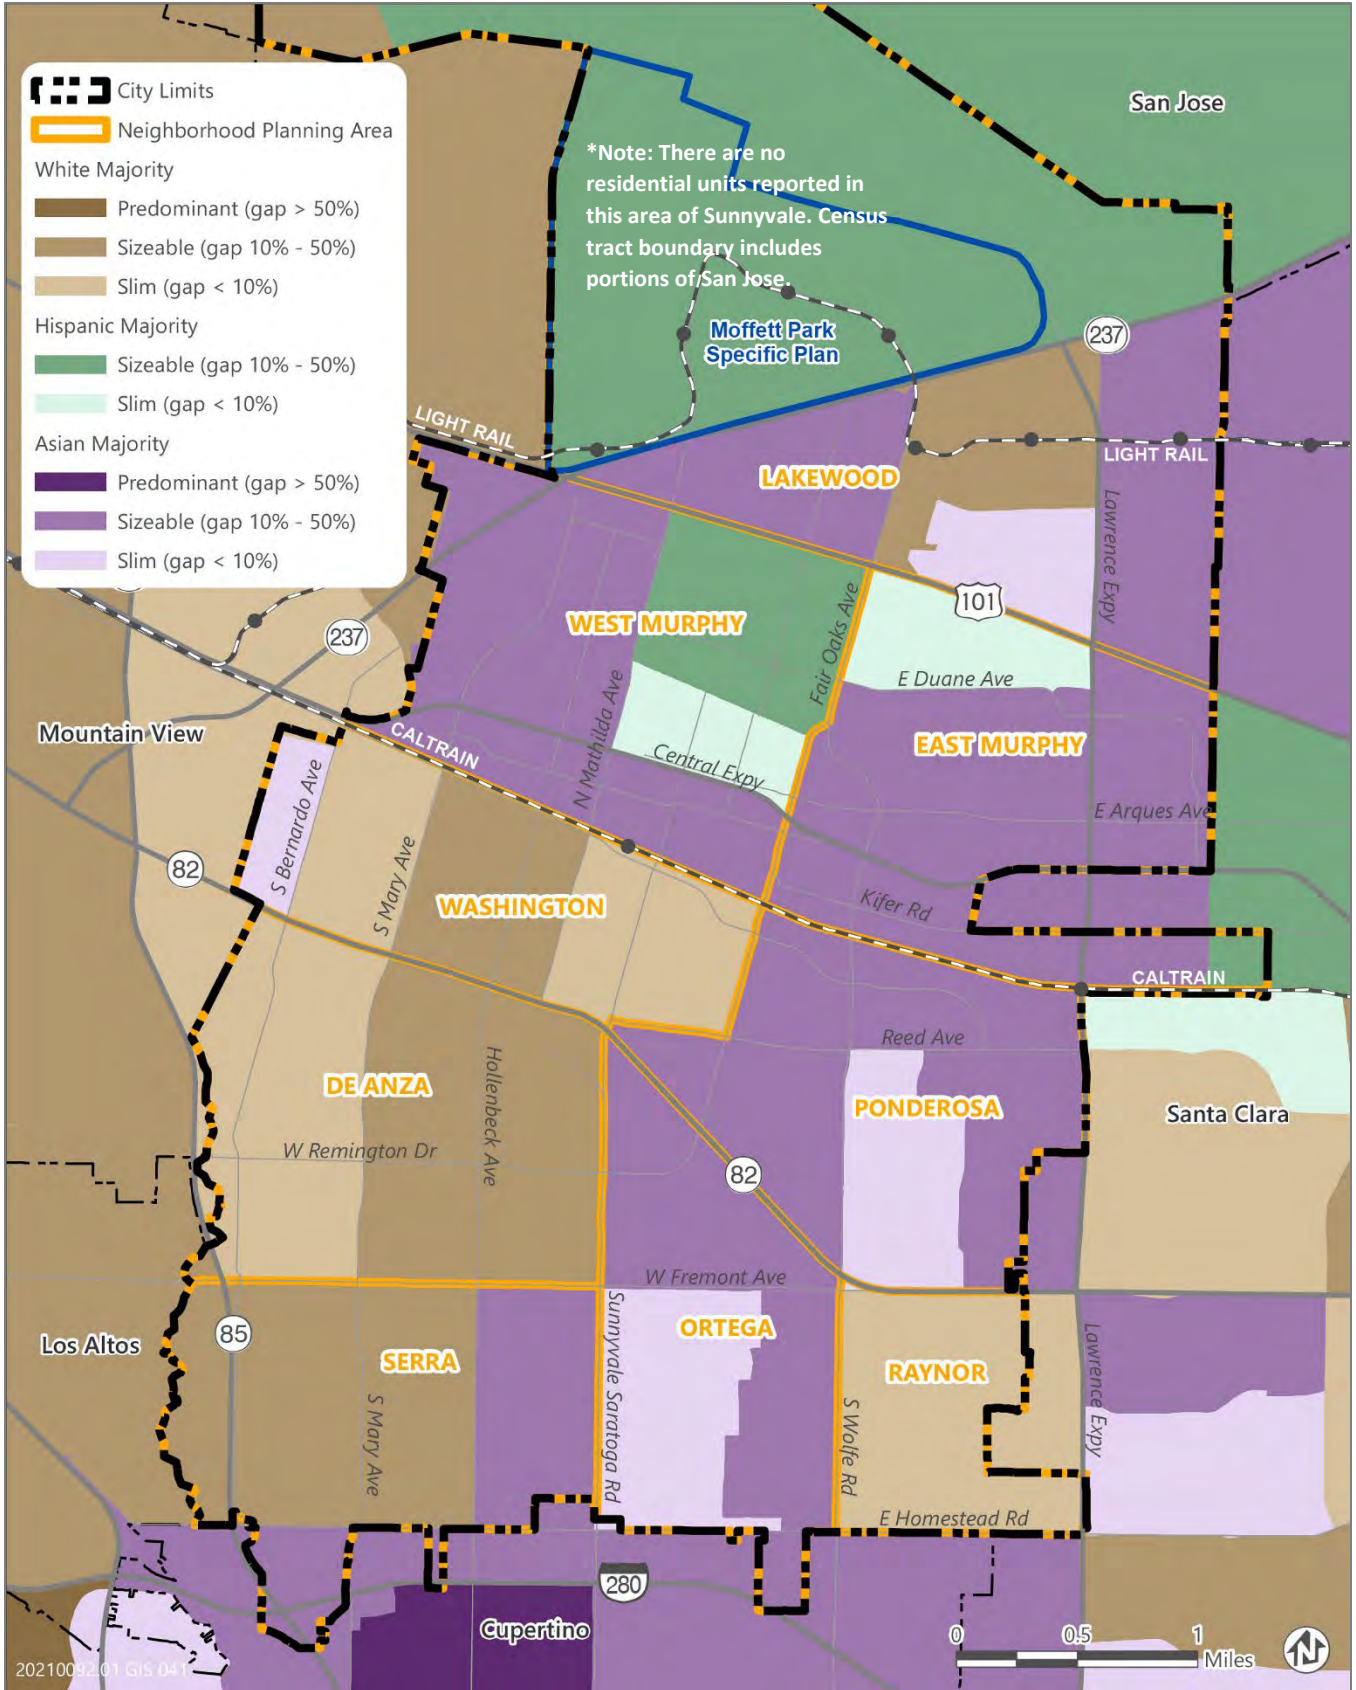 City Limits
Neighborhood Planning Area
White Majority
Predominant (gap > 50%)
Sizeable (gap 10% - 50%)
Slim (gap < 10%)
Hispanic Majority
Sizeable (gap 10% - 50%)
Slim (gap < 10%)
Asian Majority
Predominant (gap > 50%)
Sizeable (gap 10% - 50%)
Slim (gap < 10%)
San Jose
*Note: There are no
residential units reported in
this area of Sunnyvale. Census
tract boundary includes
portions of San Jose.
Moffett Park
Specific Plan
237
LIGHT RAIL
LIGHT RAIL
LAKEWOOD
Lawrence Expy
101
WEST MURPHY
Fair Oaks Ave
237
E Duane Ave
N Mathilda Ave
Mountain View
CALTRAIN
EAST MURPHY
Central Expy
S Bernardo Ave
E Arques Ave
82
S Mary Ave
WASHINGTON
Kifer Rd
CALTRAIN
Reed Ave
Hollenbeck Ave
DE ANZA
PONDEROSA
Santa Clara
W Remington Dr
82
W Fremont Ave
Sunnyvale Saratoga Rd
ORTEGA
85
Los Altos
SERRA
RAYNOR
Lawrence Expy
S Mary Ave
S Wolfe Rd
E Homestead Rd
280
Cupertino
0 0.5 1
Miles
20210092.01 GIS 041
N